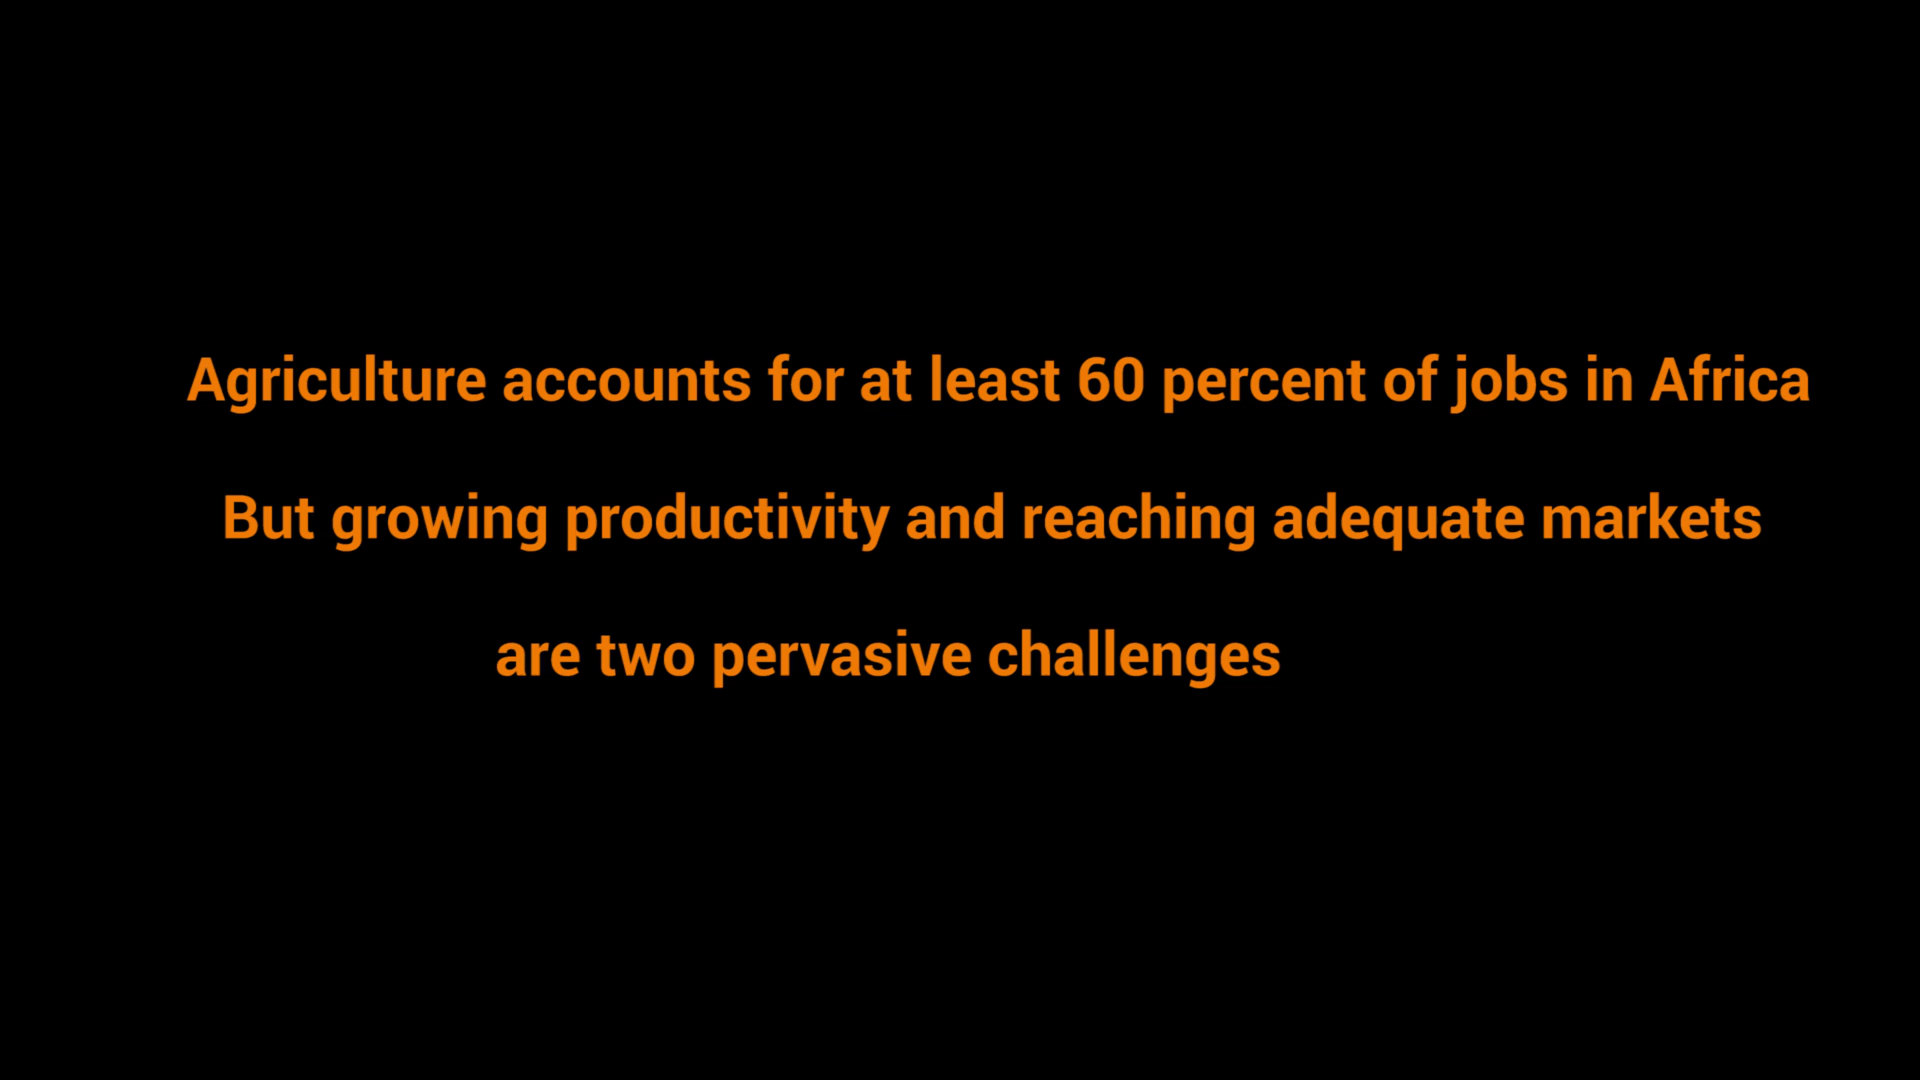 Agriculture accounts for at least 60 percent of jobs in Africa
But growing productivity and reaching adequate markets
are two pervasive challenges